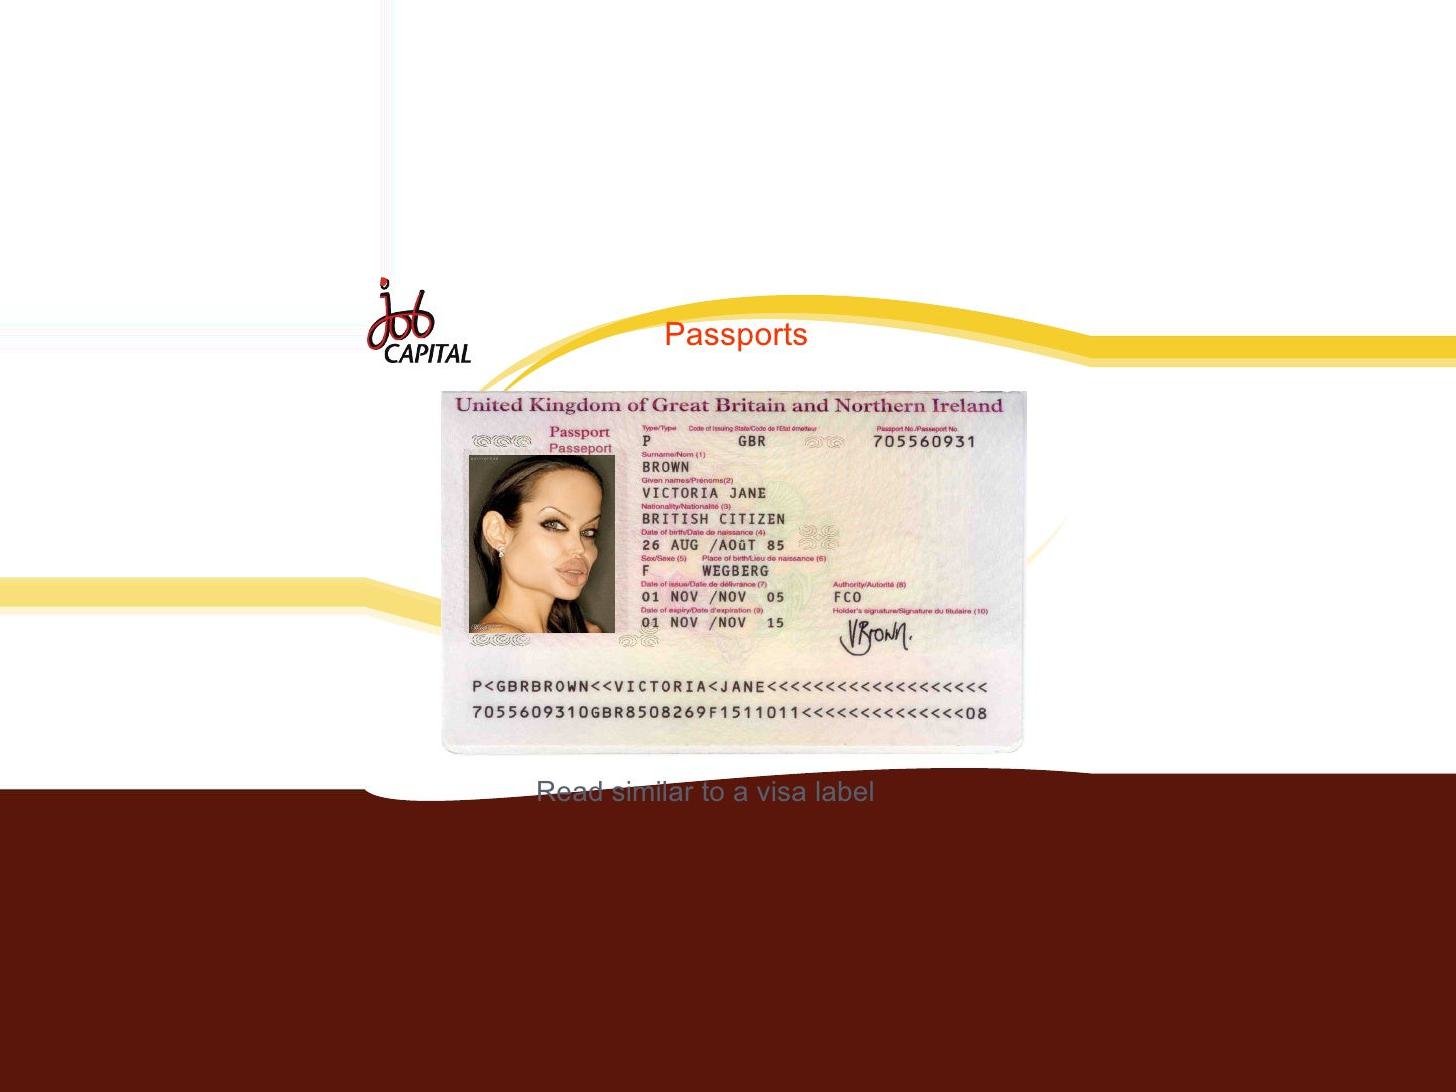 job
CAPITAL
Passports
United Kingdom of Great Britain and Northern Ireland
Passport
Passeport
Type/Type Code of Issuing State/Code de l'Etat émetteur Passport No./Passeport No.
P GBR 705560931
Surname/Nom (1)
BROWN
Given names/Prénoms(2)
VICTORIA JANE
Nationality/Nationalité (3)
BRITISH CITIZEN
Date of birth/Date de naissance (4)
26 AUG /AOûT 85
Sex/Sexe (5) Place of birth/Lieu de naissance (6)
F WEGBERG
Date of issue/Date de délivrance (7) Authority/Autorité (8)
01 NOV /NOV 05 FCO
Date of expiry/Date d'expiration (9) Holder's signature/Signature du titulaire (10)
01 NOV /NOV 15 VBrown.
P<GBRBROWN<<VICTORIA<JANE<<<<<<<<<<<<<<<<<<<
7055609310GBR8508269F1511011<<<<<<<<<<<<<<08
Read similar to a visa label